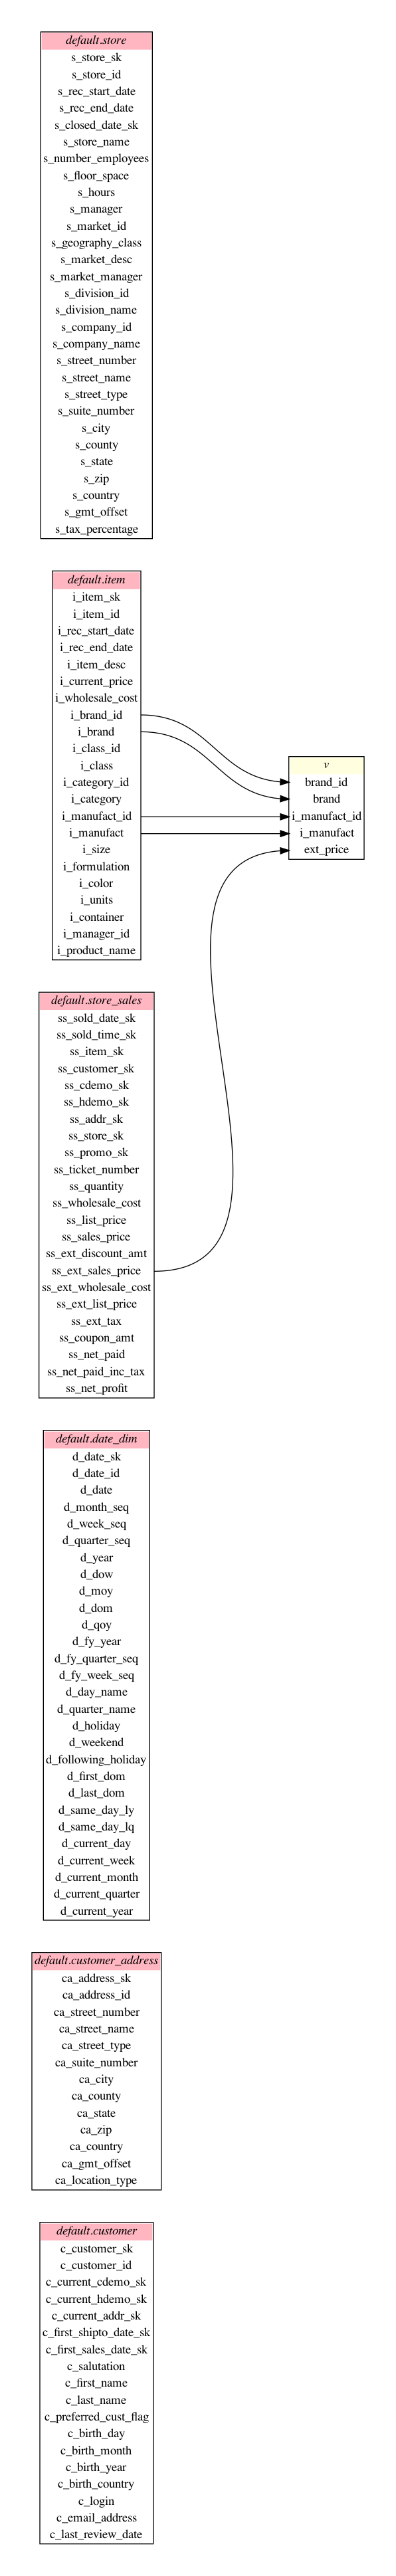 default.store
s_store_sk
s_store_id
s_rec_start_date
s_rec_end_date
s_closed_date_sk
s_store_name
s_number_employees
s_floor_space
s_hours
s_manager
s_market_id
s_geography_class
s_market_desc
s_market_manager
s_division_id
s_division_name
s_company_id
s_company_name
s_street_number
s_street_name
s_street_type
s_suite_number
s_city
s_county
s_state
s_zip
s_country
s_gmt_offset
s_tax_percentage
default.item
i_item_sk
i_item_id
i_rec_start_date
i_rec_end_date
i_item_desc
i_current_price
i_wholesale_cost
i_brand_id
i_brand
i_class_id
i_class
i_category_id
i_category
i_manufact_id
i_manufact
i_size
i_formulation
i_color
i_units
i_container
i_manager_id
i_product_name
v
brand_id
brand
i_manufact_id
i_manufact
ext_price
default.store_sales
ss_sold_date_sk
ss_sold_time_sk
ss_item_sk
ss_customer_sk
ss_cdemo_sk
ss_hdemo_sk
ss_addr_sk
ss_store_sk
ss_promo_sk
ss_ticket_number
ss_quantity
ss_wholesale_cost
ss_list_price
ss_sales_price
ss_ext_discount_amt
ss_ext_sales_price
ss_ext_wholesale_cost
ss_ext_list_price
ss_ext_tax
ss_coupon_amt
ss_net_paid
ss_net_paid_inc_tax
ss_net_profit
default.date_dim
d_date_sk
d_date_id
d_date
d_month_seq
d_week_seq
d_quarter_seq
d_year
d_dow
d_moy
d_dom
d_qoy
d_fy_year
d_fy_quarter_seq
d_fy_week_seq
d_day_name
d_quarter_name
d_holiday
d_weekend
d_following_holiday
d_first_dom
d_last_dom
d_same_day_ly
d_same_day_lq
d_current_day
d_current_week
d_current_month
d_current_quarter
d_current_year
default.customer_address
ca_address_sk
ca_address_id
ca_street_number
ca_street_name
ca_street_type
ca_suite_number
ca_city
ca_county
ca_state
ca_zip
ca_country
ca_gmt_offset
ca_location_type
default.customer
c_customer_sk
c_customer_id
c_current_cdemo_sk
c_current_hdemo_sk
c_current_addr_sk
c_first_shipto_date_sk
c_first_sales_date_sk
c_salutation
c_first_name
c_last_name
c_preferred_cust_flag
c_birth_day
c_birth_month
c_birth_year
c_birth_country
c_login
c_email_address
c_last_review_date